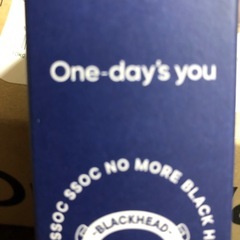 One-day's you
SSOC SSOC NO MORE BLACK H
BLACKHEAD